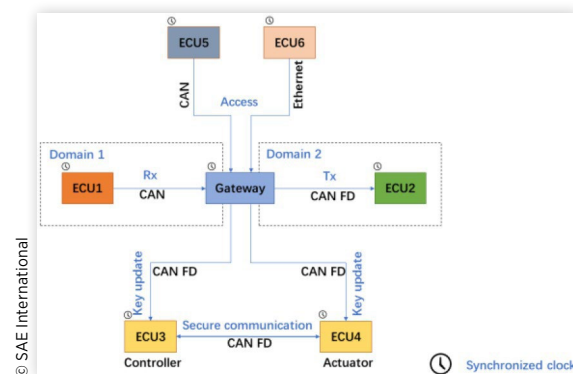 ECU5
ECU6
CAN
Ethernet
Access
Domain 1
Domain 2
Rx
Tx
ECU1
Gateway
ECU2
CAN
CAN FD
Key update
CAN FD
CAN FD
Key update
Secure communication
ECU3
ECU4
CAN FD
Controller
Actuator
Synchronized clock
© SAE International